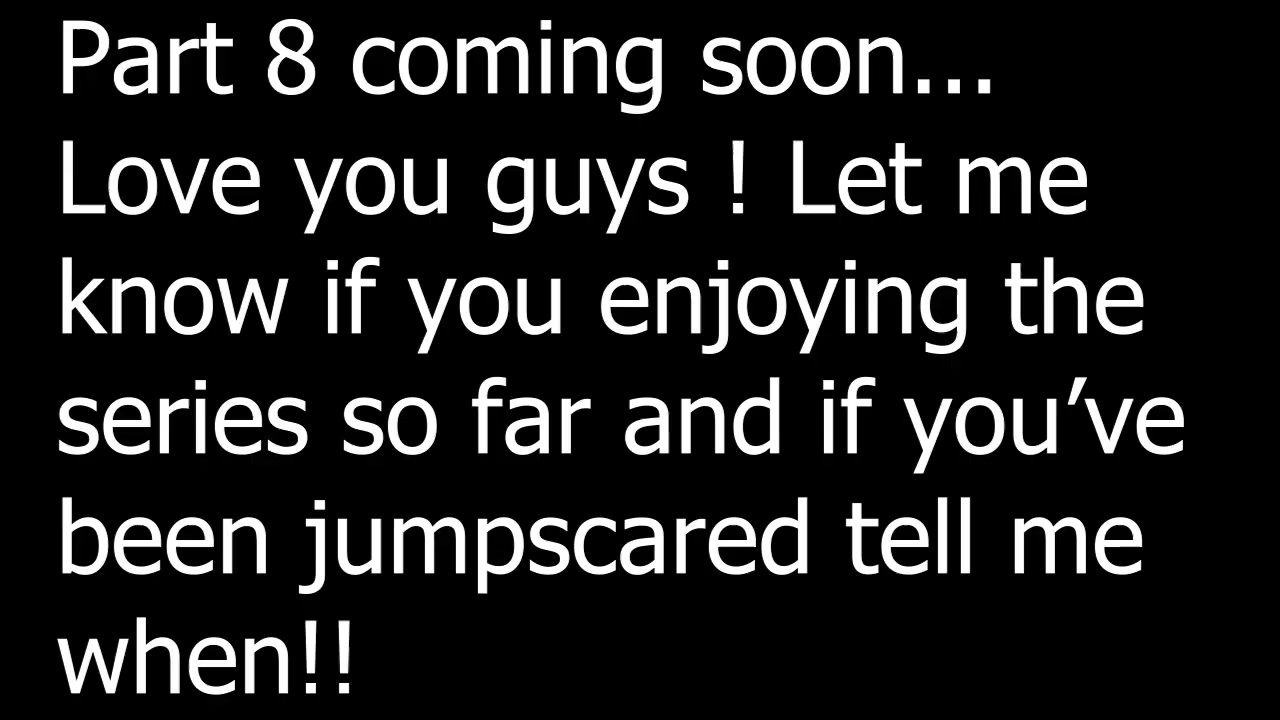 Part 8 coming soon...
Love you guys ! Let me
know if you enjoying the
series so far and if you’ve
been jumpscared tell me
when!!